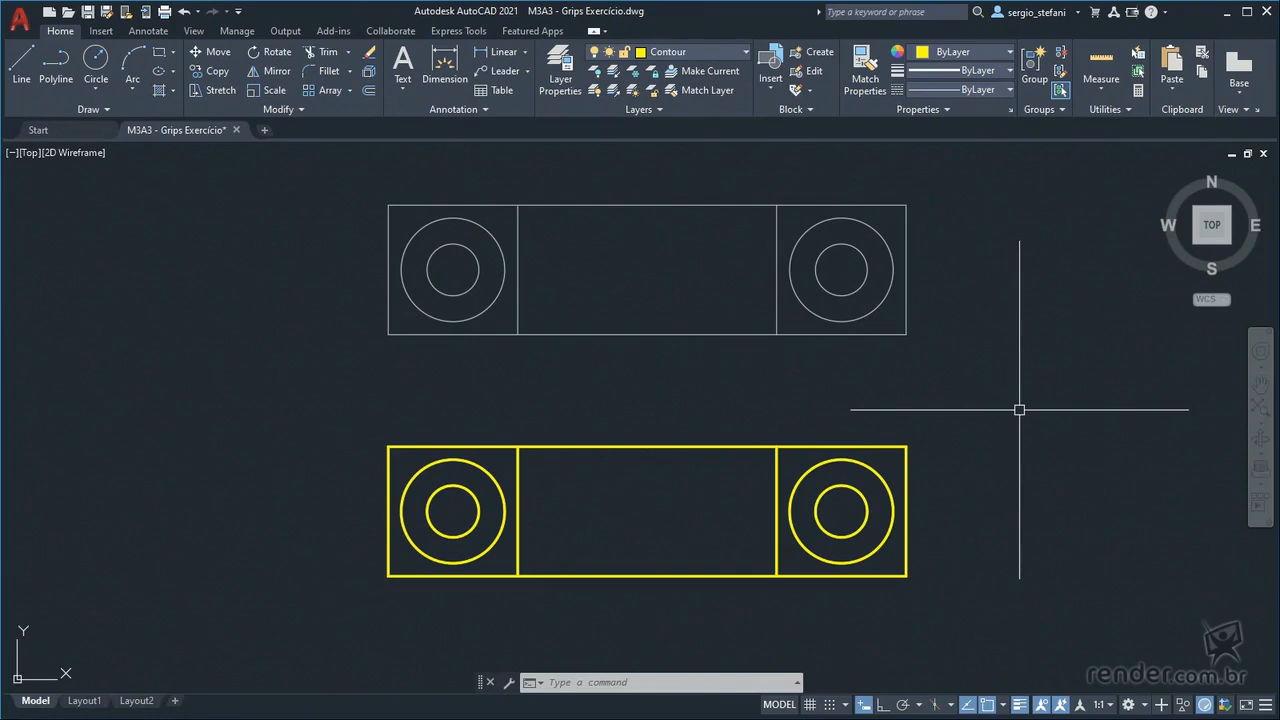 Autodesk AutoCAD 2021 M3A3 - Grips Exercício.dwg
Type a keyword or phrase
sergio_stefani
Home Insert Annotate View Manage Output Add-ins Collaborate Express Tools Featured Apps
Line Polyline Circle Arc
Move Rotate Trim
Copy Mirror Fillet
Stretch Scale Array
Text Dimension
Linear
Leader
Table
Layer Properties
Contour
Make Current
Match Layer
Insert
Create
Edit
Match Properties
ByLayer
ByLayer
ByLayer
Group Measure Paste Base
Draw Modify Annotation Layers Block Properties Groups Utilities Clipboard View
Start M3A3 - Grips Exercício*
[−][Top][2D Wireframe]
N
W TOP E
S
WCS
Y
X
Type a command
render.com.br
Model Layout1 Layout2
MODEL 1:1